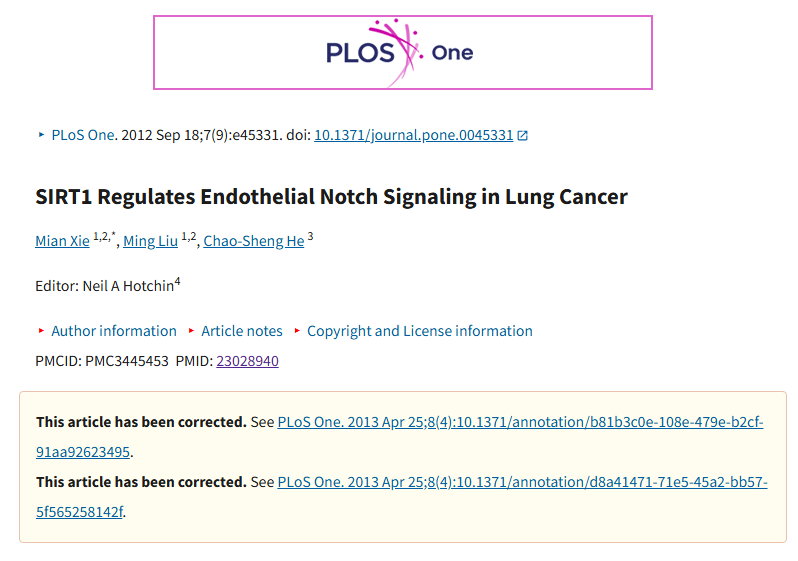 PLOS One
PLoS One. 2012 Sep 18;7(9):e45331. doi: 10.1371/journal.pone.0045331
SIRT1 Regulates Endothelial Notch Signaling in Lung Cancer
Mian Xie 1,2,*, Ming Liu 1,2, Chao-Sheng He 3
Editor: Neil A Hotchin4
Author information Article notes Copyright and License information
PMCID: PMC3445453 PMID: 23028940
This article has been corrected. See PLoS One. 2013 Apr 25;8(4):10.1371/annotation/b81b3c0e-108e-479e-b2cf-
91aa92623495.
This article has been corrected. See PLoS One. 2013 Apr 25;8(4):10.1371/annotation/d8a41471-71e5-45a2-bb57-
5f565258142f.